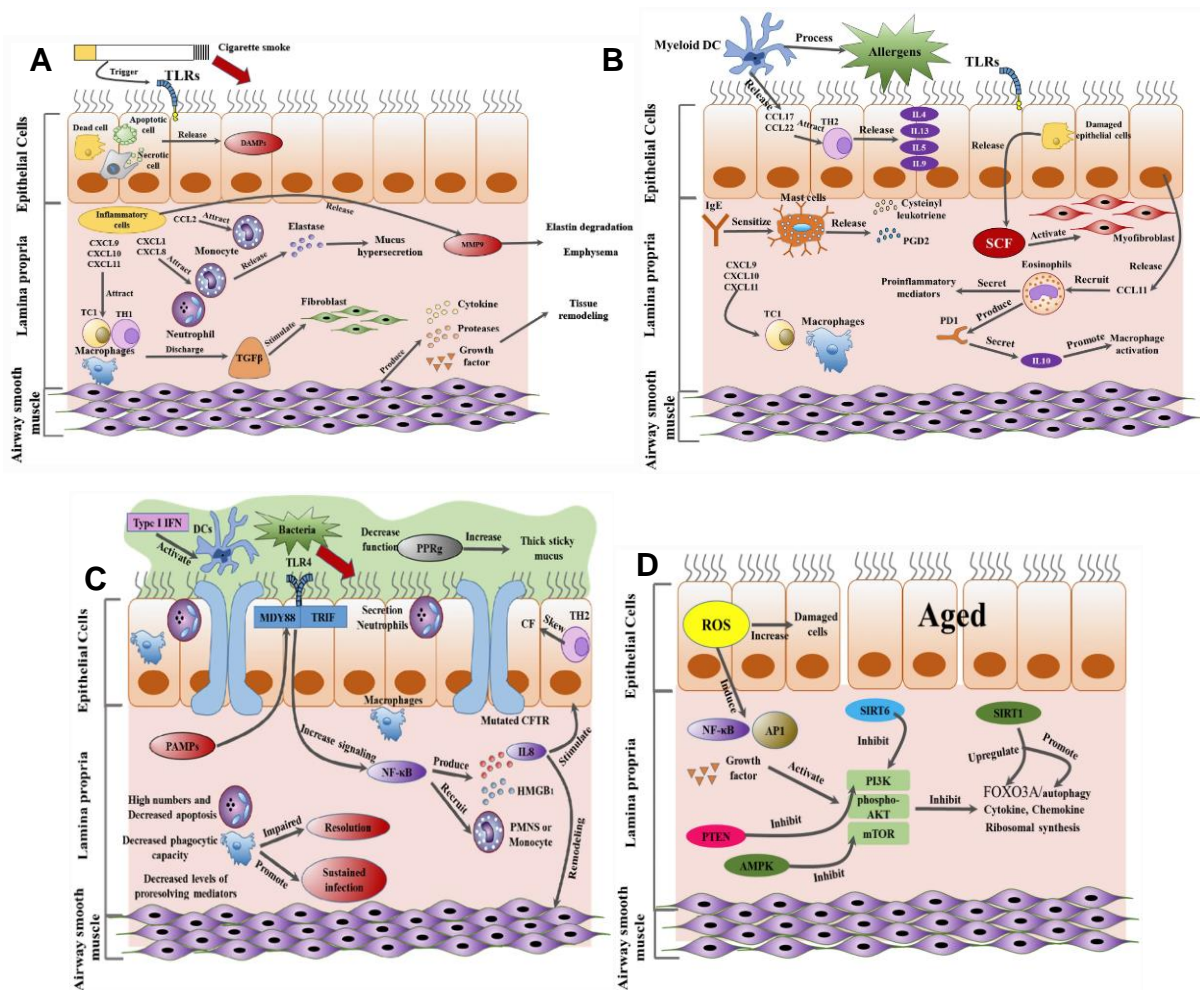 A
Cigarette smoke
Trigger
TLRs
Epithelial Cells
Dead cell
Apoptotic
cell
Secrotic
cell
Release
DAMPs
Lamina propria
Inflammatory
cells
CCL2
Attract
Monocyte
Release
MMP9
Elastin degradation
Emphysema
CXCL9
CXCL10
CXCL11
CXCL1
CXCL8
Attract
Neutrophil
Release
Elastase
Mucus
hypersecretion
Attract
TC1
TH1
Macrophages
Discharge
TGFβ
Stimulate
Fibroblast
Produce
Cytokine
Proteases
Growth
factor
Tissue
remodeling
Airway smooth
muscle
B
Myeloid DC
Process
Allergens
TLRs
Epithelial Cells
Release
CCL17
CCL22
Attract
TH2
Release
IL4
IL13
IL5
IL9
Release
Damaged
epithelial cells
Lamina propria
IgE
Sensitize
Mast cells
Release
Cysteinyl
leukotriene
PGD2
SCF
Activate
Myofibroblast
CXCL9
CXCL10
CXCL11
TC1
Macrophages
Proinflammatory
mediators
Secret
Eosinophils
Recruit
CCL11
Release
PD1
Produce
Secret
IL10
Promote
Macrophage
activation
Airway smooth
muscle
C
Type I IFN
Activate
DCs
Bacteria
TLR4
Decrease
function
PPRg
Increase
Thick sticky
mucus
Epithelial Cells
MDY88
TRIF
Secretion
Neutrophils
CF
Skew
TH2
Macrophages
Mutated CFTR
Lamina propria
PAMPs
Increase signaling
NF-κB
Produce
IL8
HMGB1
Stimulate
Recruit
PMNS or
Monocyte
Remodeling
High numbers and
Decreased apoptosis
Decreased phagocytic
capacity
Decreased levels of
proresolving mediators
Impaired
Resolution
Promote
Sustained
infection
Airway smooth
muscle
D
Epithelial Cells
ROS
Increase
Damaged
cells
Aged
Induce
Lamina propria
NF-κB
AP1
Growth
factor
Activate
SIRT6
Inhibit
PI3K
phospho-
AKT
mTOR
PTEN
Inhibit
AMPK
Inhibit
Inhibit
SIRT1
Upregulate
Promote
FOXO3A/autophagy
Cytokine, Chemokine
Ribosomal synthesis
Airway smooth
muscle